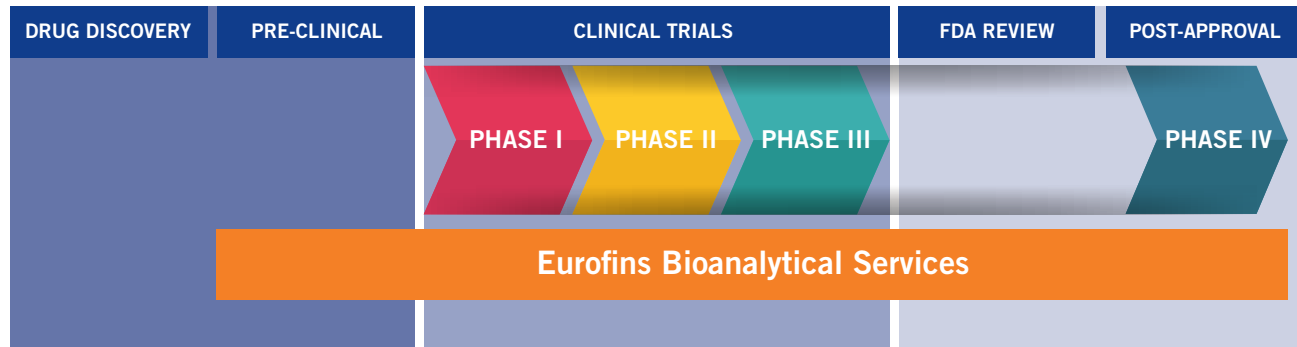 DRUG DISCOVERY
PRE-CLINICAL
CLINICAL TRIALS
FDA REVIEW
POST-APPROVAL
PHASE I
PHASE II
PHASE III
PHASE IV
Eurofins Bioanalytical Services